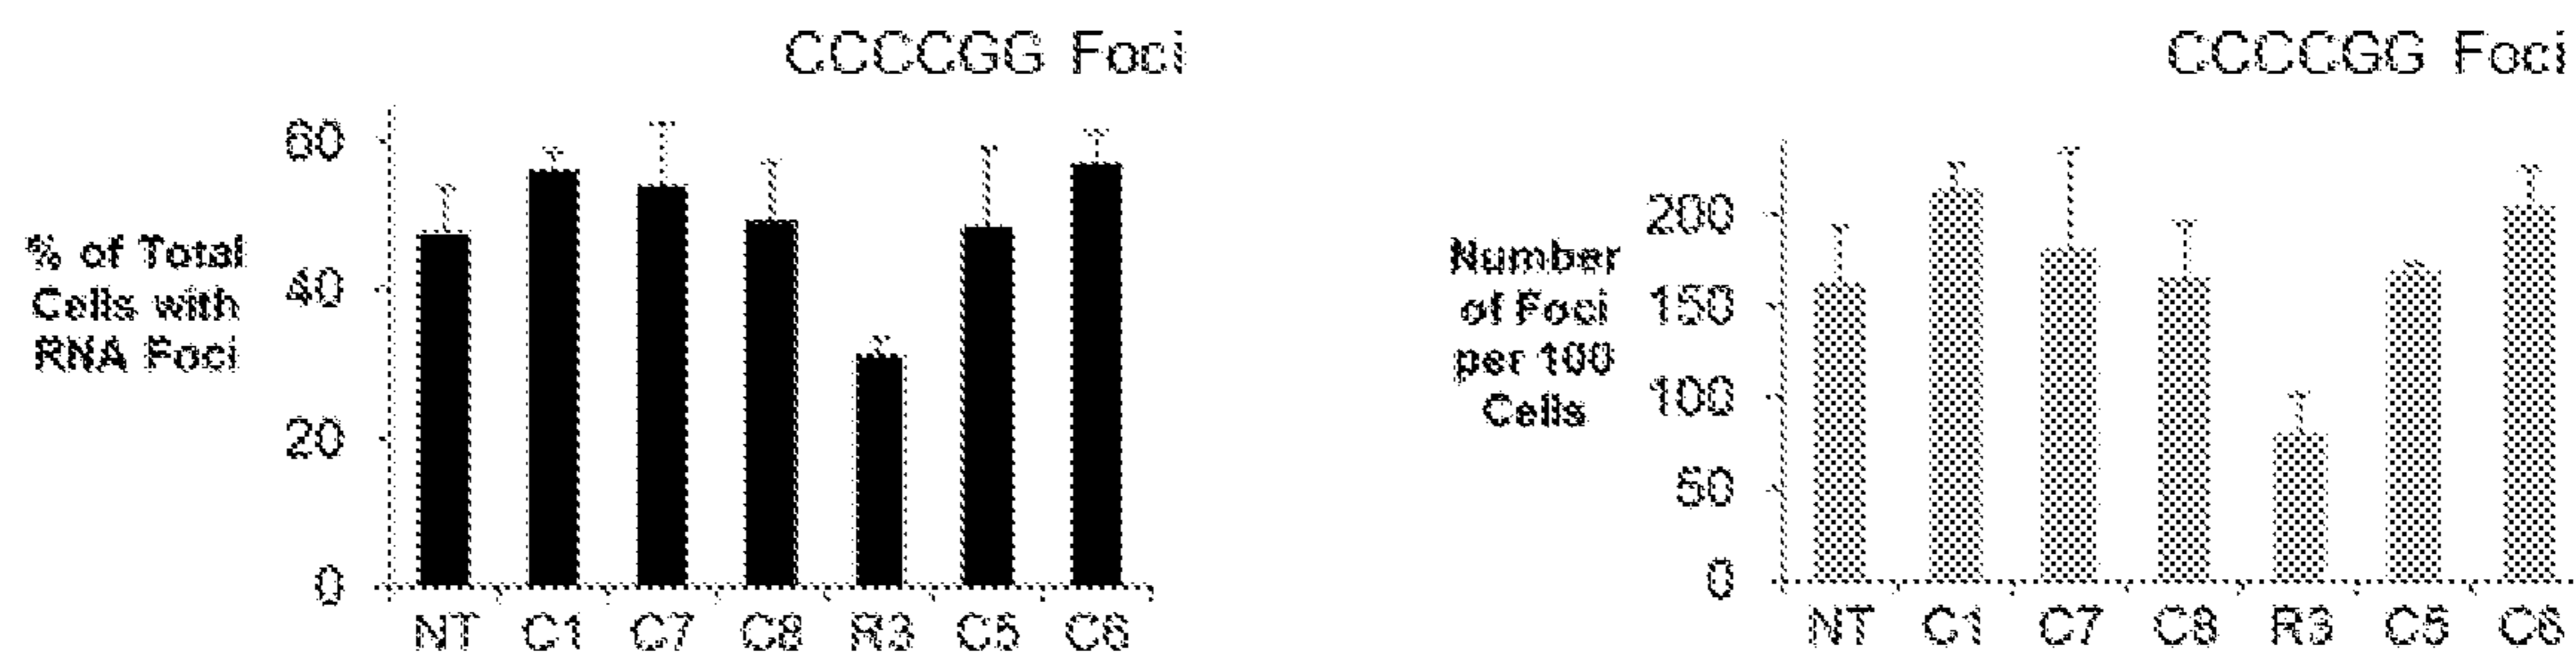 CCCCGG Foci
% of Total
Cells with
RNA Foci
60
40
20
0
NT C1 C7 C8 R3 C5 C6
CCCCGG Foci
Number
of Foci
per 100
Cells
200
150
100
50
0
NT C1 C7 C8 R3 C5 C6